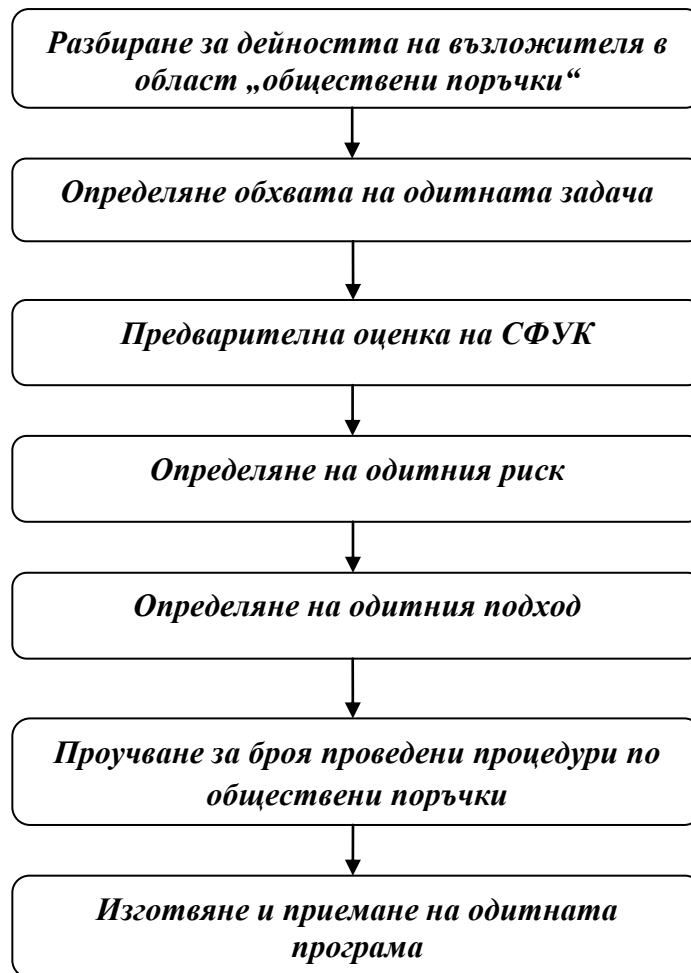 Разбиране за дейността на възложителя в
област „обществени поръчки“
Определяне обхвата на одитната задача
Предварителна оценка на СФУК
Определяне на одитния риск
Определяне на одитния подход
Проучване за броя проведени процедури по
обществени поръчки
Изготвяне и приемане на одитната
програма